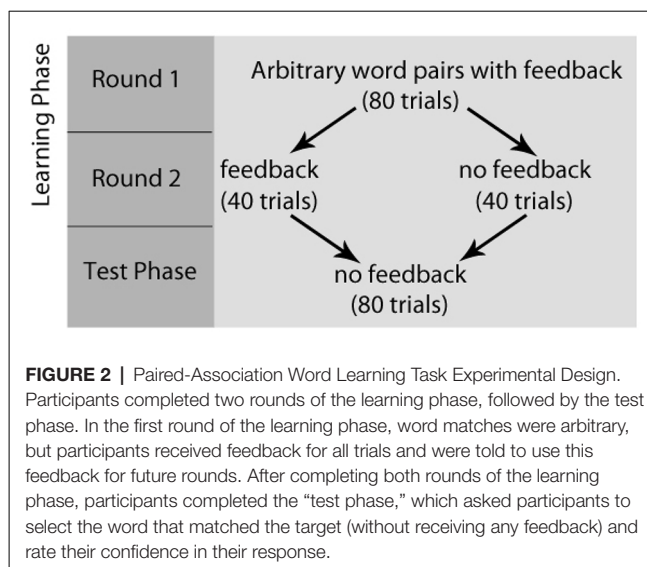 Learning Phase
Round 1
Arbitrary word pairs with feedback
(80 trials)
Round 2
feedback
(40 trials)
no feedback
(40 trials)
Test Phase
no feedback
(80 trials)
FIGURE 2 | Paired-Association Word Learning Task Experimental Design.
Participants completed two rounds of the learning phase, followed by the test
phase. In the first round of the learning phase, word matches were arbitrary,
but participants received feedback for all trials and were told to use this
feedback for future rounds. After completing both rounds of the learning
phase, participants completed the “test phase,” which asked participants to
select the word that matched the target (without receiving any feedback) and
rate their confidence in their response.